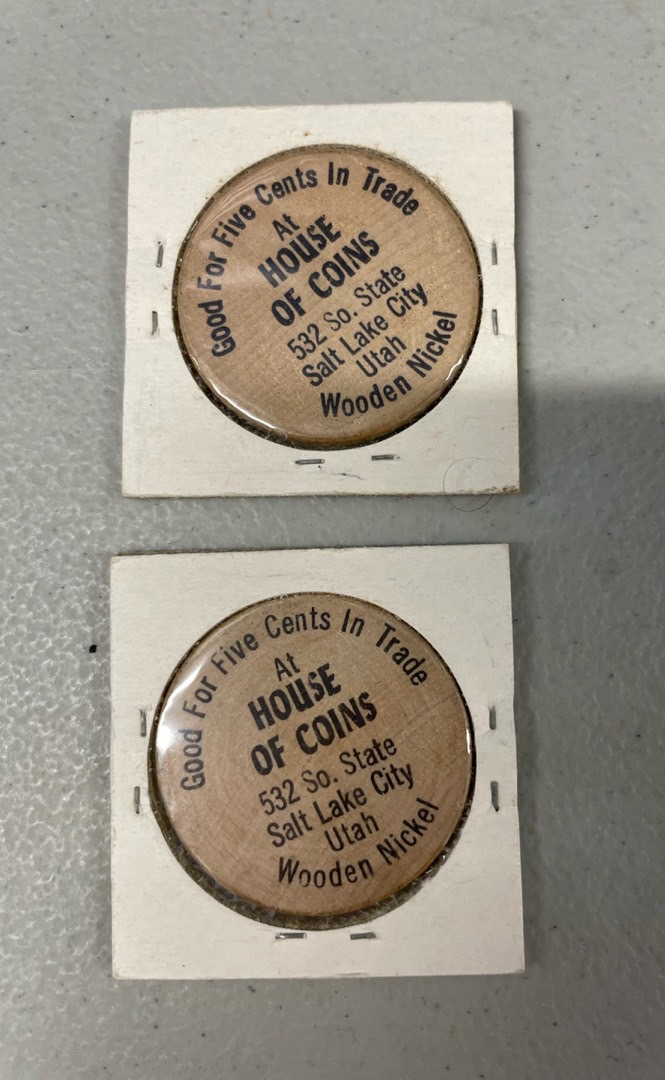 Good For Five Cents In Trade
At
HOUSE
OF COINS
532 So. State
Salt Lake City
Utah
Wooden Nickel
Good For Five Cents In Trade
At
HOUSE
OF COINS
532 So. State
Salt Lake City
Utah
Wooden Nickel